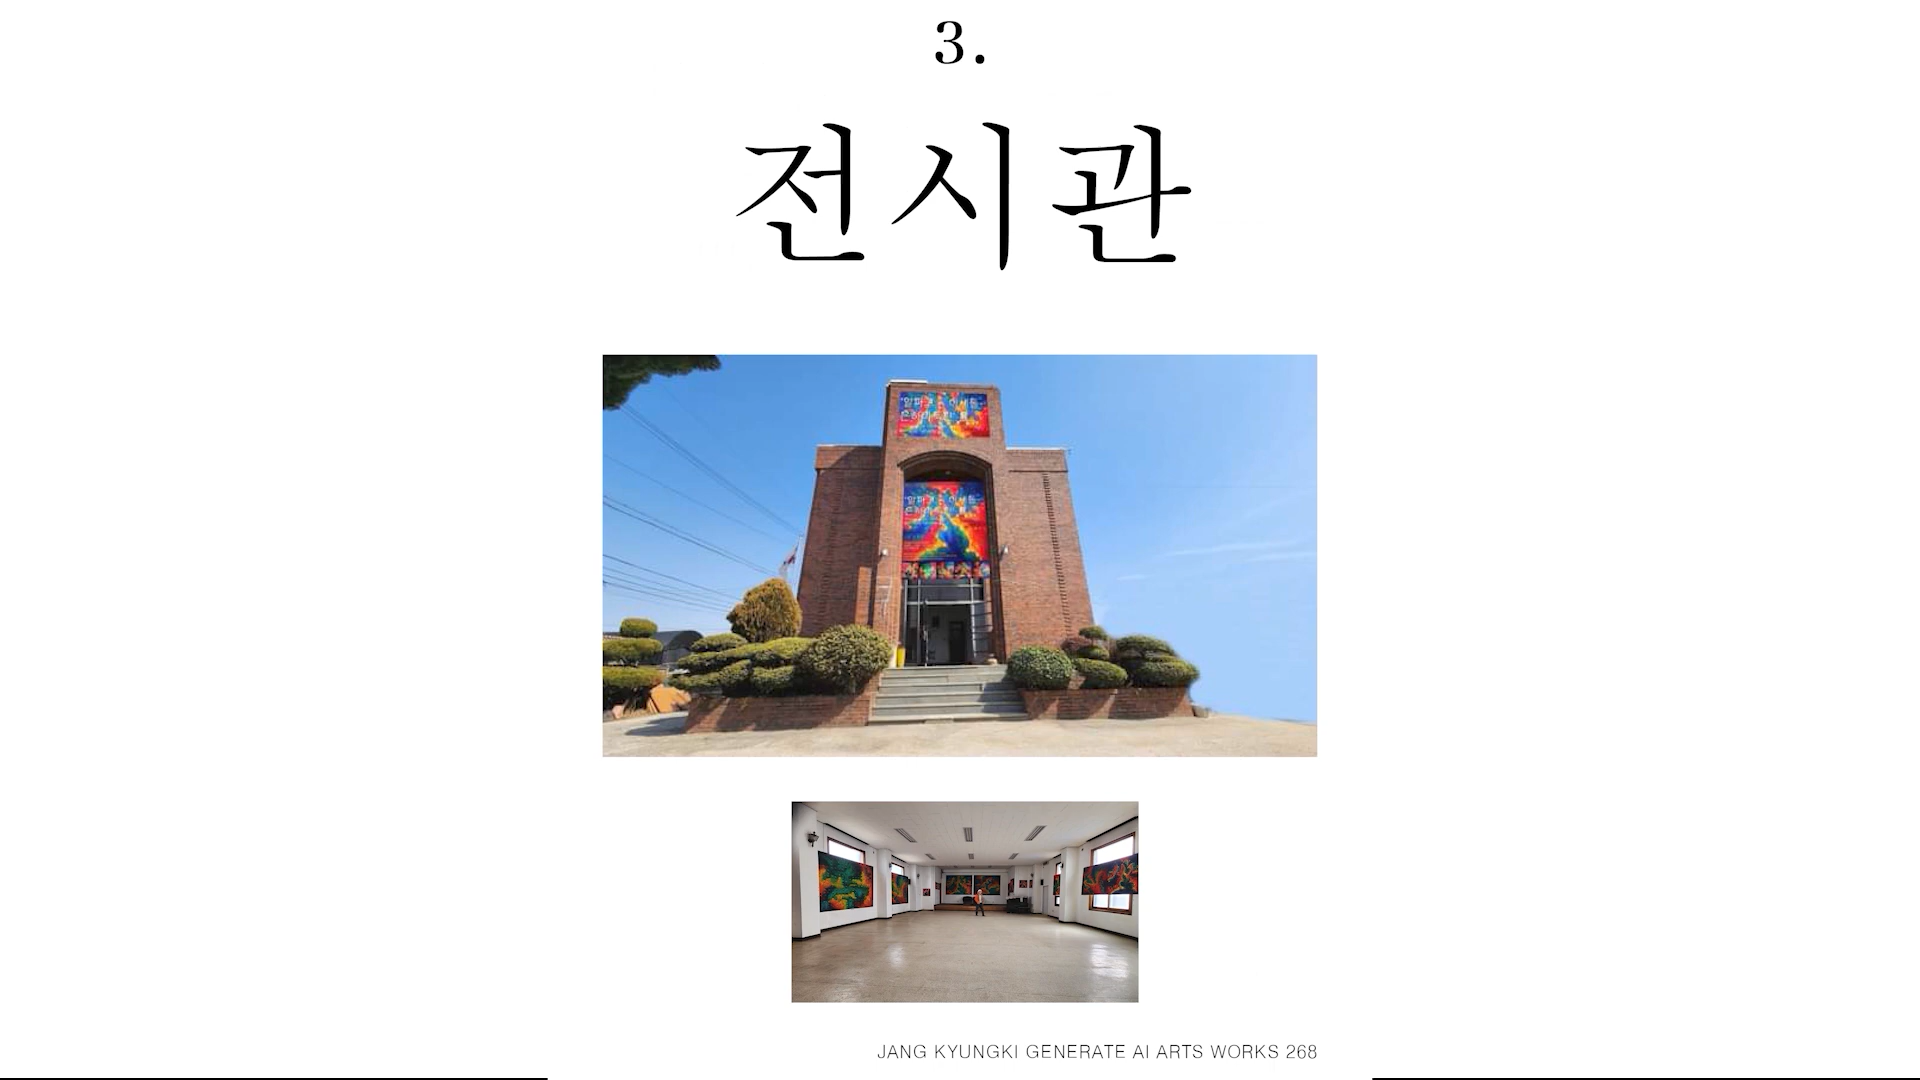 3.
전시관
JANG KYUNGKI GENERATE AI ARTS WORKS 268